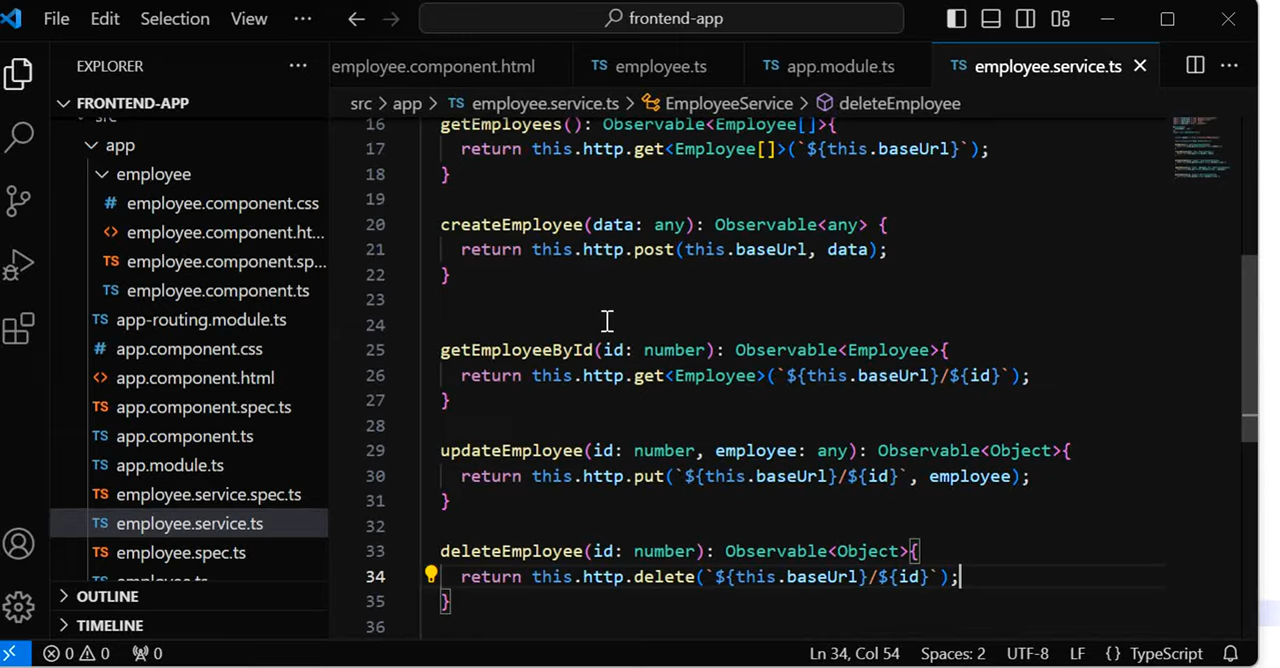 File Edit Selection View ··· frontend-app
EXPLORER ···
employee.component.html TS employee.ts TS app.module.ts TS employee.service.ts
src > app > TS employee.service.ts > EmployeeService > deleteEmployee
FRONTEND-APP
src
app
employee
# employee.component.css
<> employee.component.ht...
TS employee.component.sp...
TS employee.component.ts
TS app-routing.module.ts
# app.component.css
<> app.component.html
TS app.component.spec.ts
TS app.component.ts
TS app.module.ts
TS employee.service.spec.ts
TS employee.service.ts
TS employee.spec.ts
TS employee.ts
OUTLINE
TIMELINE
16 getEmployees(): Observable<Employee[]>{
17 return this.http.get<Employee[]>(`${this.baseUrl}`);
18 }
19
20 createEmployee(data: any): Observable<any> {
21 return this.http.post(this.baseUrl, data);
22 }
23
24
25 getEmployeeById(id: number): Observable<Employee>{
26 return this.http.get<Employee>(`${this.baseUrl}/${id}`);
27 }
28
29 updateEmployee(id: number, employee: any): Observable<Object>{
30 return this.http.put(`${this.baseUrl}/${id}`, employee);
31 }
32
33 deleteEmployee(id: number): Observable<Object>{
34 return this.http.delete(`${this.baseUrl}/${id}`);
35 }
36
0 0 0 Ln 34, Col 54 Spaces: 2 UTF-8 LF {} TypeScript